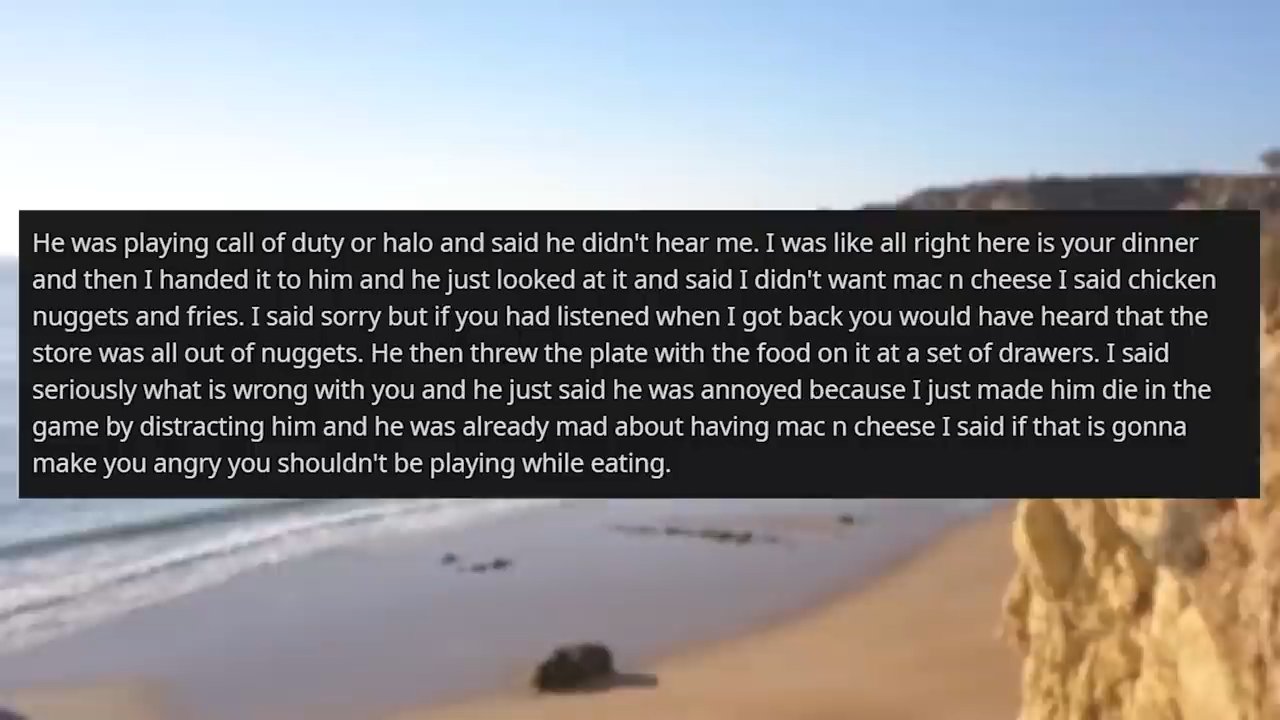 He was playing call of duty or halo and said he didn't hear me. I was like all right here is your dinner
and then I handed it to him and he just looked at it and said I didn't want mac n cheese I said chicken
nuggets and fries. I said sorry but if you had listened when I got back you would have heard that the
store was all out of nuggets. He then threw the plate with the food on it at a set of drawers. I said
seriously what is wrong with you and he just said he was annoyed because I just made him die in the
game by distracting him and he was already mad about having mac n cheese I said if that is gonna
make you angry you shouldn't be playing while eating.